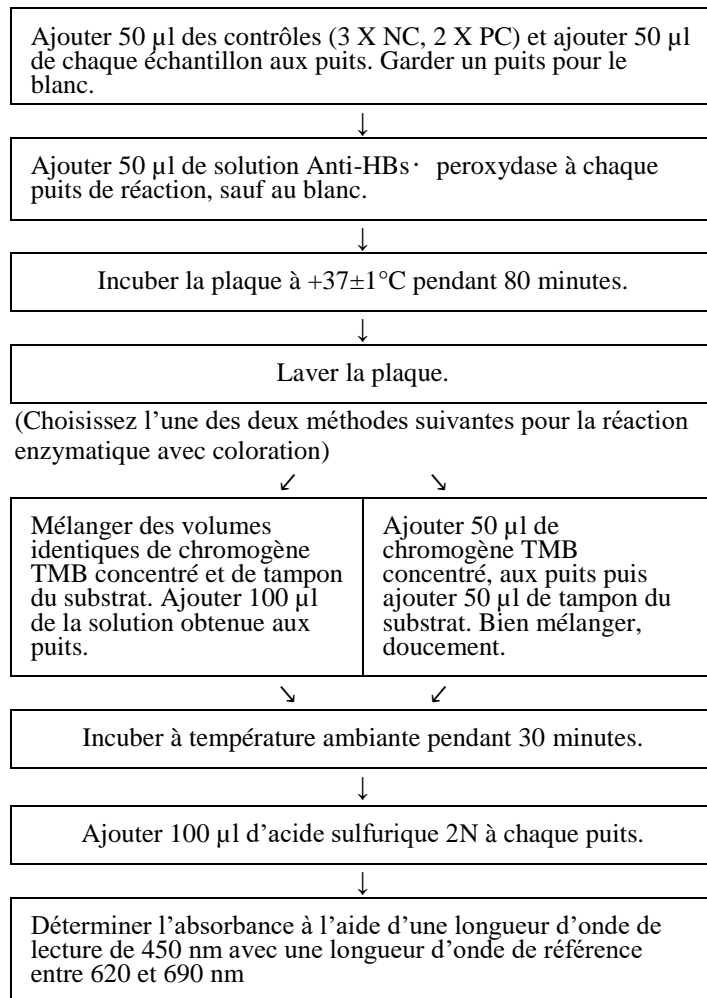 Ajouter 50 µl des contrôles (3 X NC, 2 X PC) et ajouter 50 µl
de chaque échantillon aux puits. Garder un puits pour le
blanc.
↓
Ajouter 50 µl de solution Anti-HBs· peroxydase à chaque
puits de réaction, sauf au blanc.
↓
Incuber la plaque à +37±1°C pendant 80 minutes.
↓
Laver la plaque.
(Choisissez l’une des deux méthodes suivantes pour la réaction
enzymatique avec coloration)
↙ ↘
Mélanger des volumes
identiques de chromogène
TMB concentré et de tampon
du substrat. Ajouter 100 µl
de la solution obtenue aux
puits.
Ajouter 50 µl de
chromogène TMB
concentré, aux puits puis
ajouter 50 µl de tampon du
substrat. Bien mélanger,
doucement.
↘ ↙
Incuber à température ambiante pendant 30 minutes.
↓
Ajouter 100 µl d’acide sulfurique 2N à chaque puits.
↓
Déterminer l’absorbance à l’aide d’une longueur d’onde de
lecture de 450 nm avec une longueur d’onde de référence
entre 620 et 690 nm